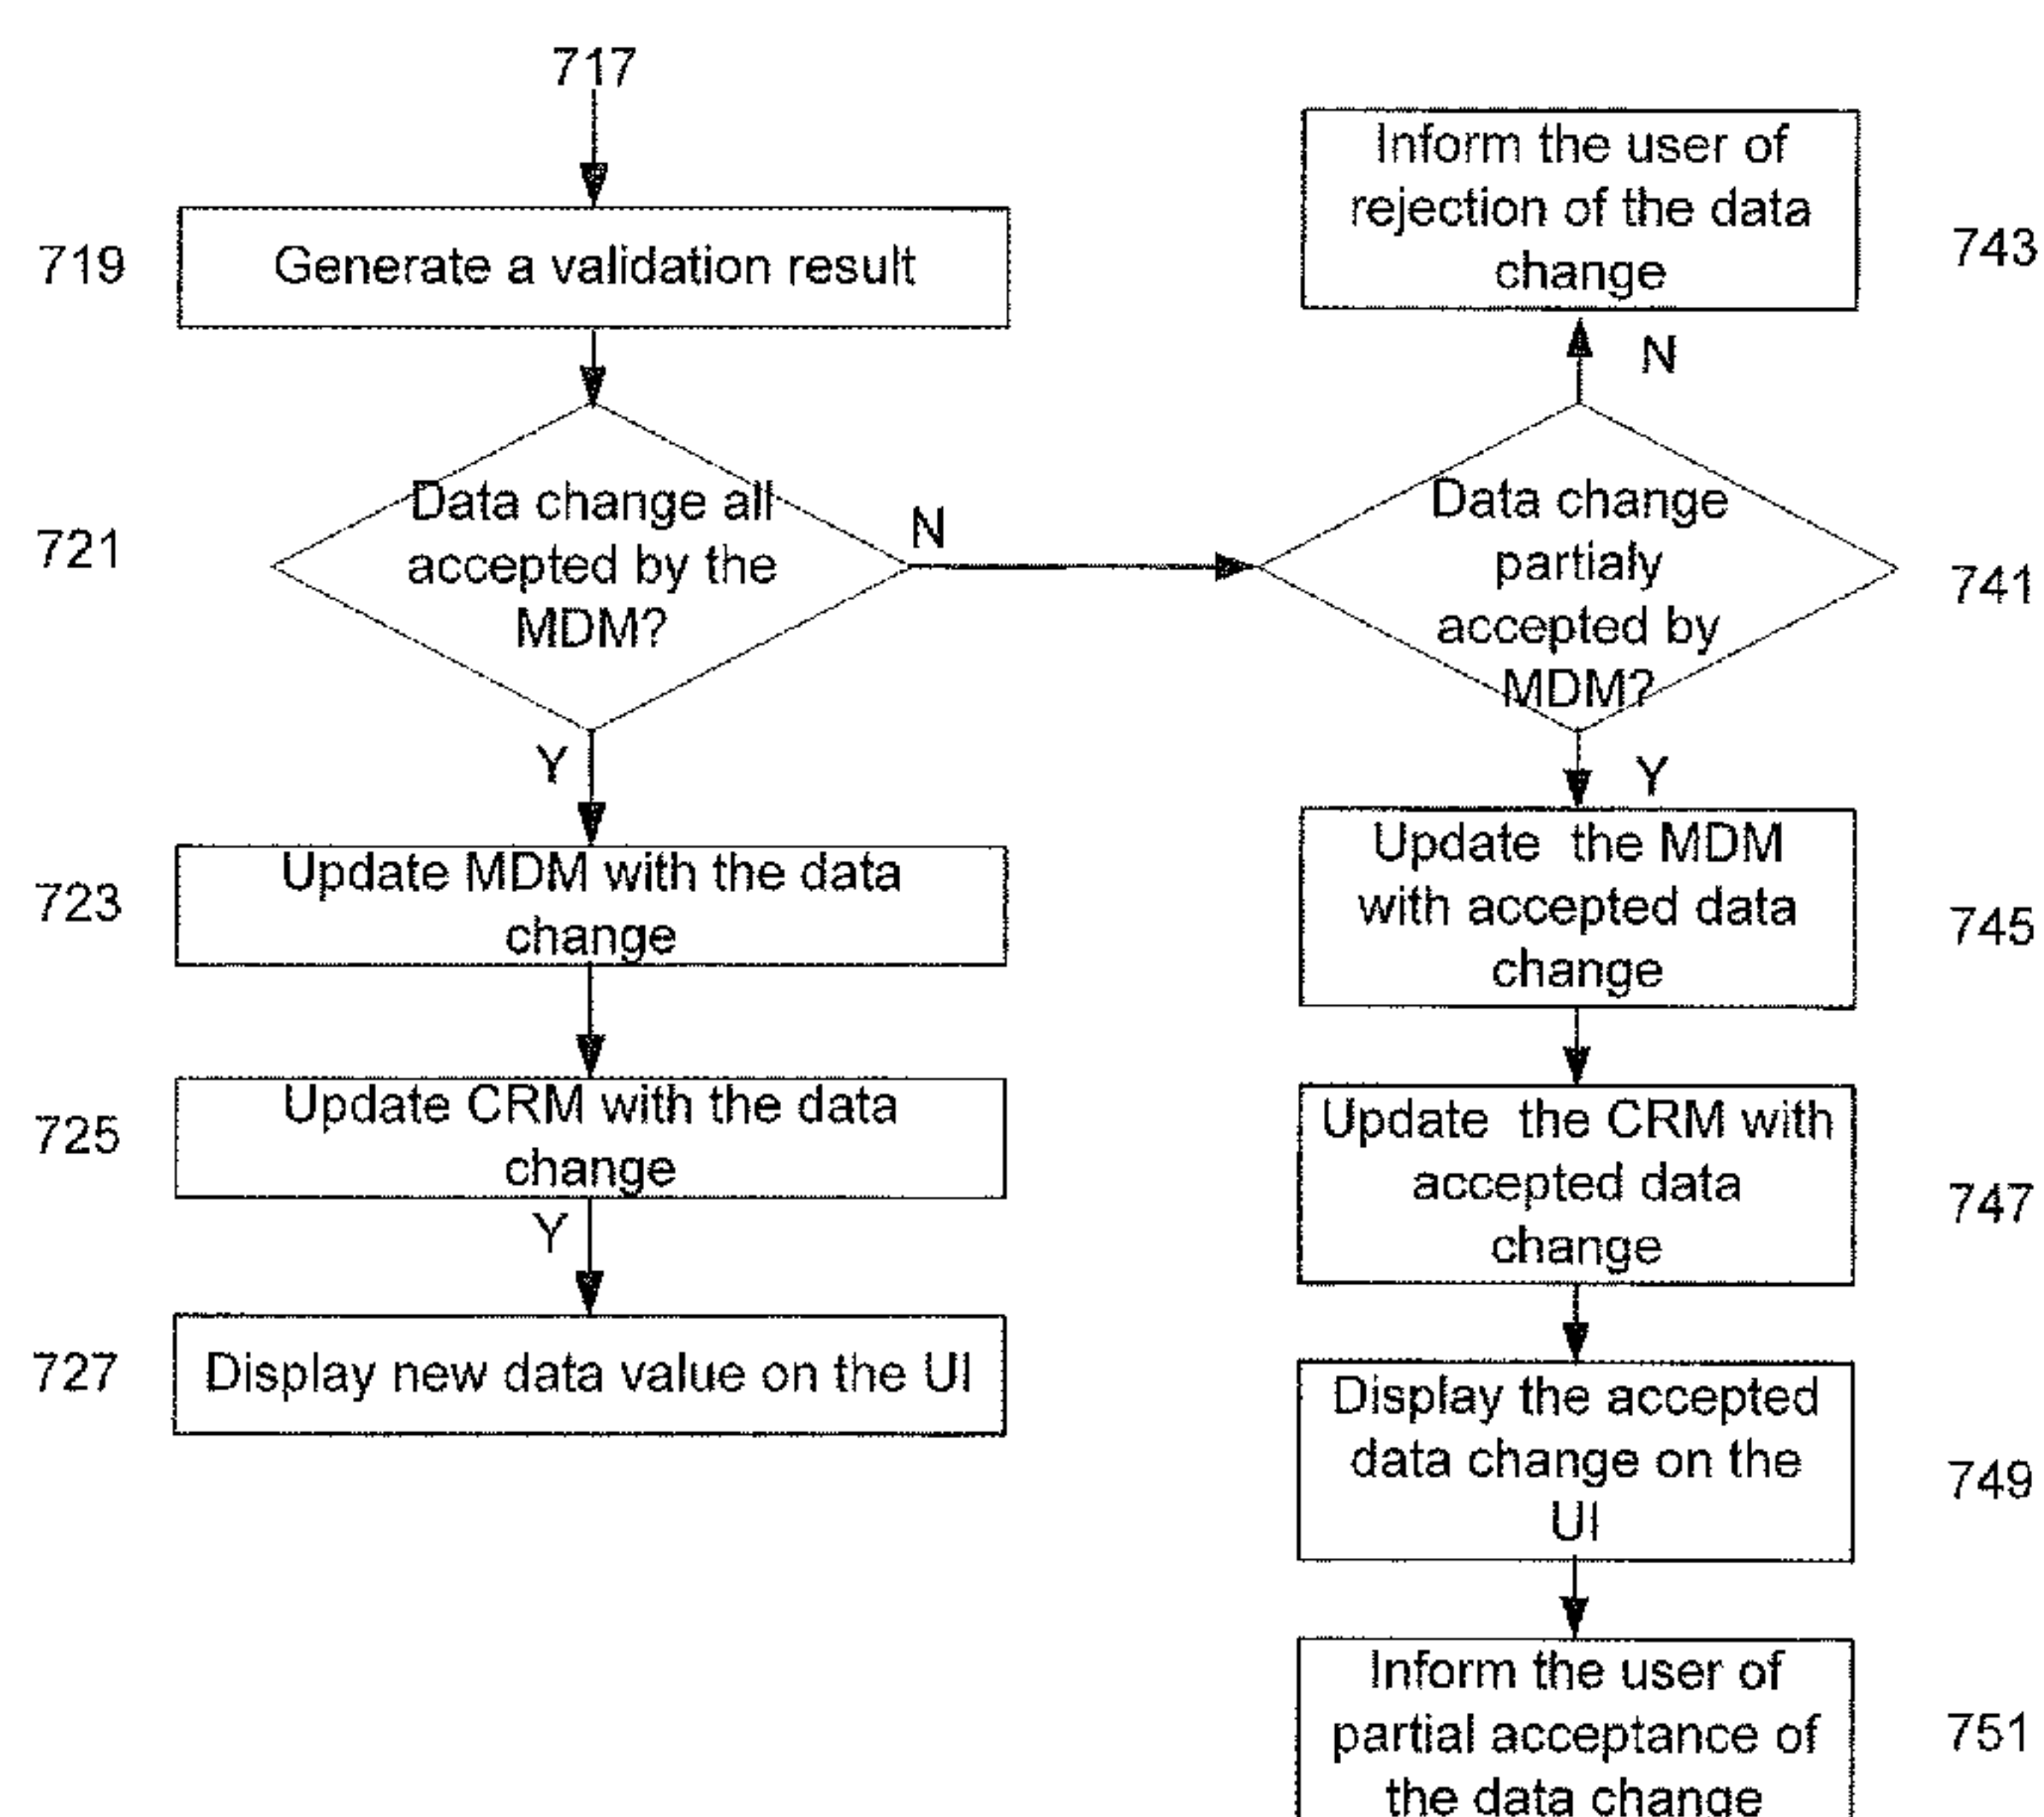 717
719
Generate a validation result
721
Data change all
accepted by the
MDM?
N
Y
723
Update MDM with the data
change
725
Update CRM with the data
change
Y
727
Display new data value on the UI
Inform the user of
rejection of the data
change
743
N
Data change
partialy
accepted by
MDM?
741
Y
Update the MDM
with accepted data
change
745
Update the CRM with
accepted data
change
747
Display the accepted
data change on the
UI
749
Inform the user of
partial acceptance of
the data change
751